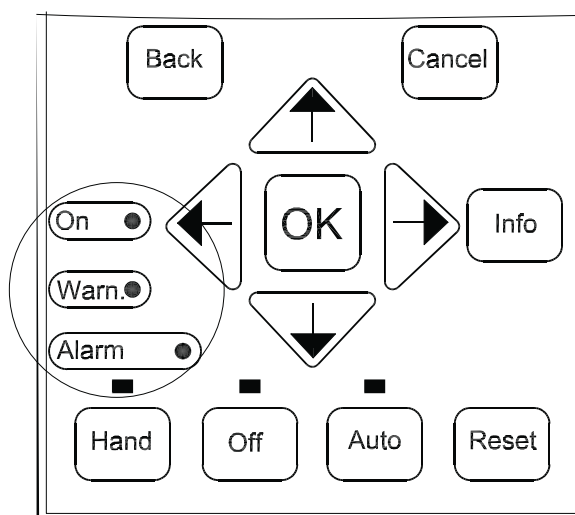 Back
Cancel
OK
Info
On
Warn.
Alarm
Hand
Off
Auto
Reset